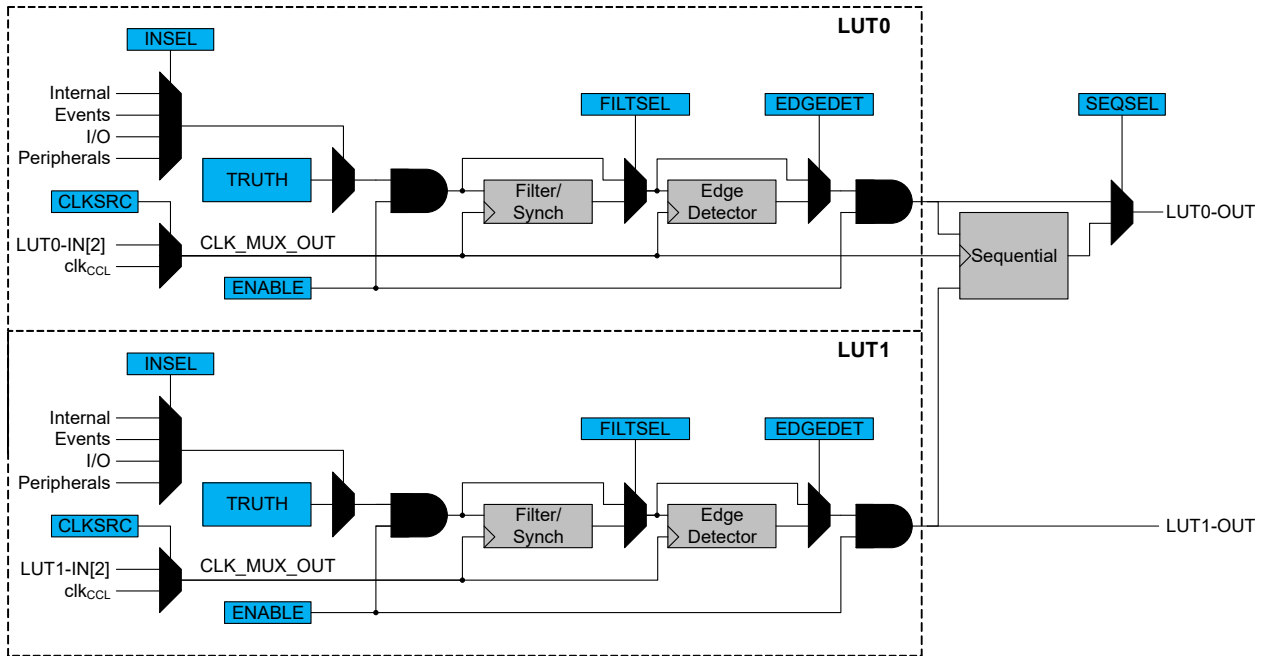 LUT0
INSEL
Internal
Events
I/O
Peripherals
FILTSEL
EDGEDET
SEQSEL
TRUTH
Filter/
Synch
Edge
Detector
CLKSRC
LUT0-IN[2]
clkCCL
CLK_MUX_OUT
ENABLE
Sequential
LUT0-OUT
LUT1
INSEL
Internal
Events
I/O
Peripherals
FILTSEL
EDGEDET
TRUTH
Filter/
Synch
Edge
Detector
CLKSRC
LUT1-IN[2]
clkCCL
CLK_MUX_OUT
ENABLE
LUT1-OUT